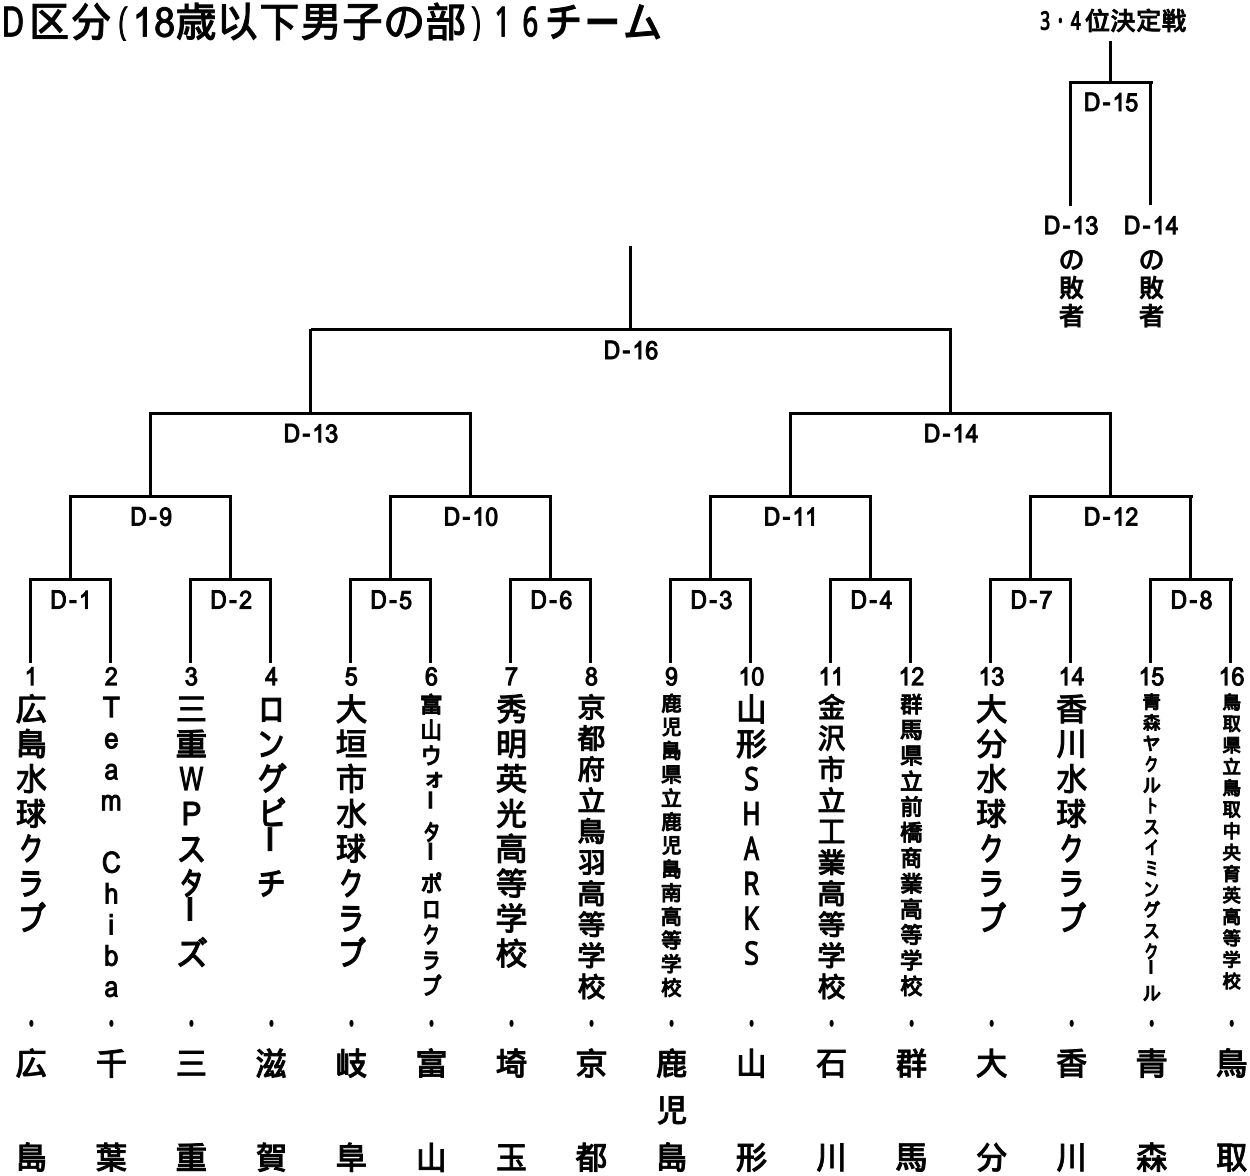 D区分(18歳以下男子の部)16チーム
3・4位決定戦
D-15
D-13の敗者
D-14の敗者
D-16
D-13
D-14
D-9
D-10
D-11
D-12
D-1
D-2
D-5
D-6
D-3
D-4
D-7
D-8
1 広島水球クラブ・広島
2 Team Chiba・千葉
3 三重WPスターズ・三重
4 ロングビーチ・滋賀
5 大垣市水球クラブ・岐阜
6 富山ウォーターポロクラブ・富山
7 秀明英光高等学校・埼玉
8 京都府立鳥羽高等学校・京都
9 鹿児島県立鹿児島南高等学校・鹿児島
10 山形SHARKS・山形
11 金沢市立工業高等学校・石川
12 群馬県立前橋商業高等学校・群馬
13 大分水球クラブ・大分
14 香川水球クラブ・香川
15 青森ヤクルトスイミングスクール・青森
16 鳥取県立鳥取中央育英高等学校・鳥取